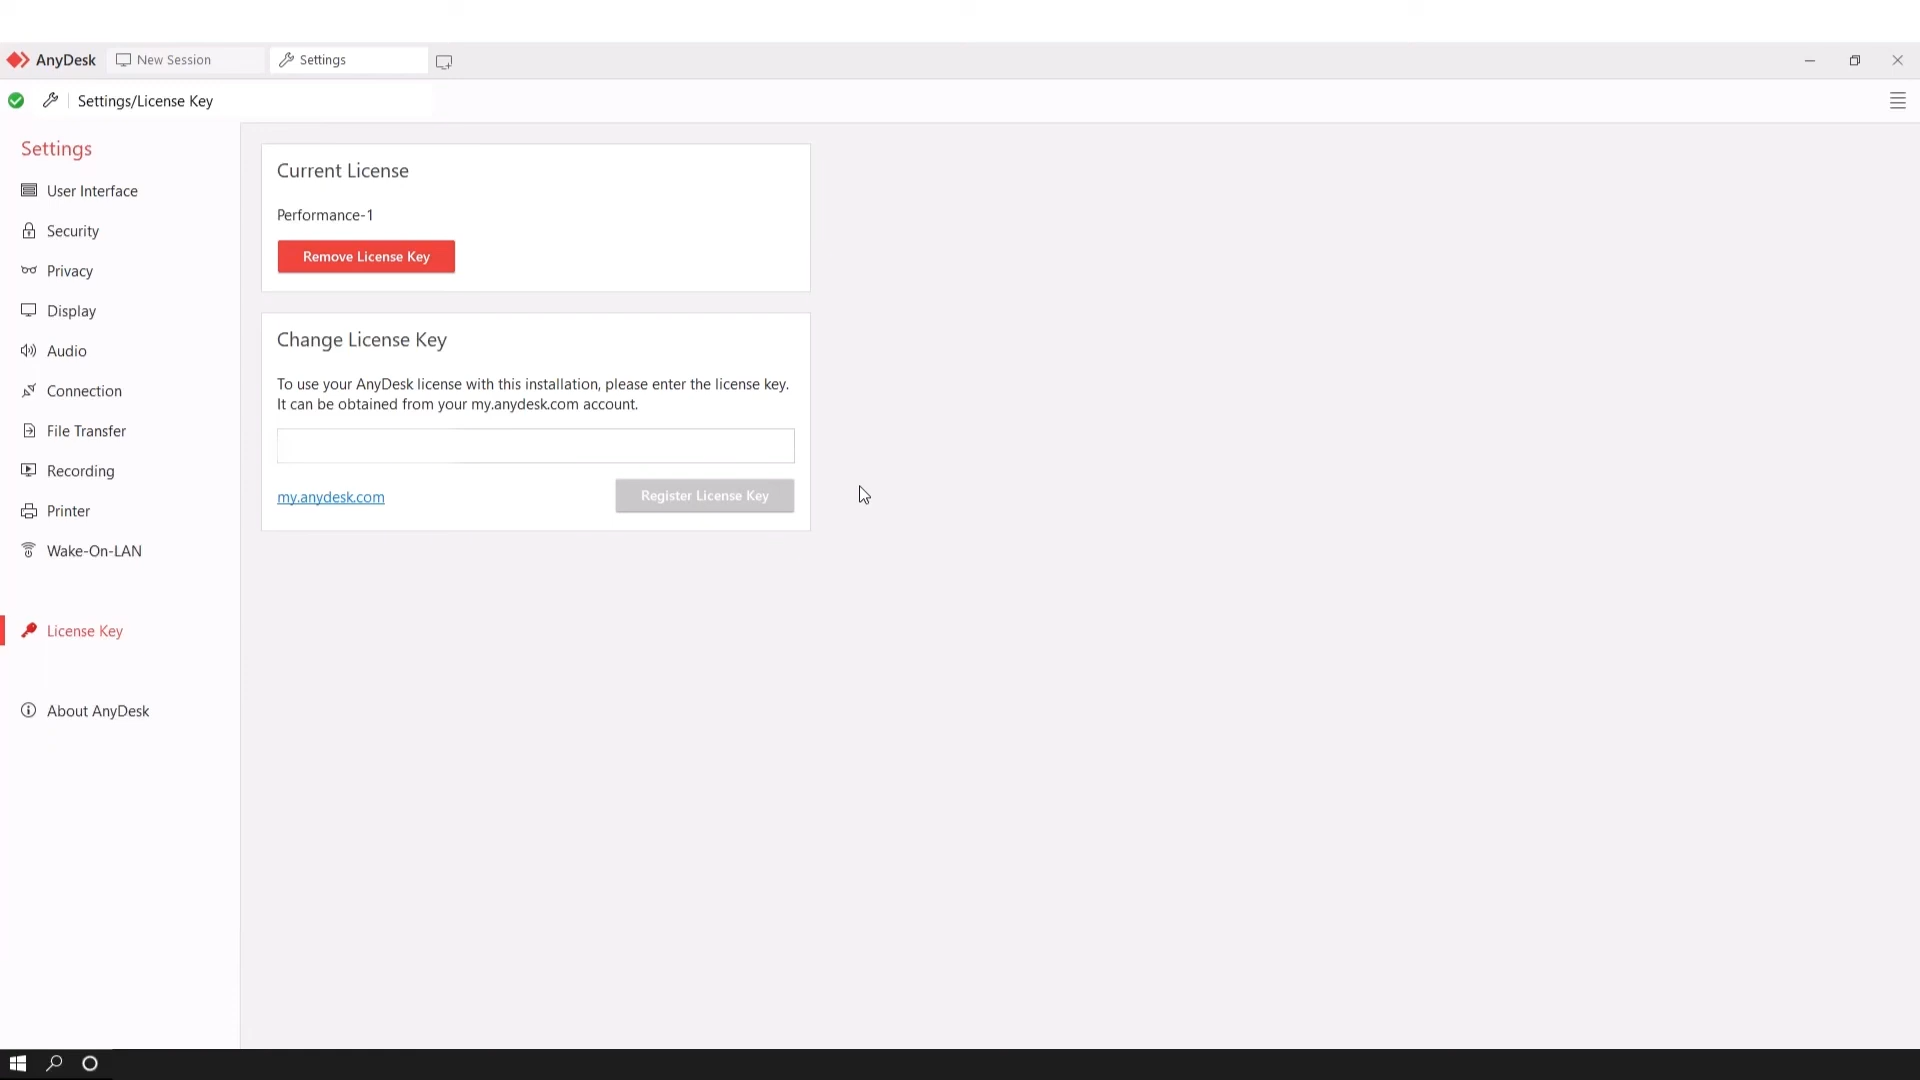 AnyDesk
New Session
Settings
Settings/License Key
Settings
User Interface
Security
Privacy
Display
Audio
Connection
File Transfer
Recording
Printer
Wake-On-LAN
License Key
About AnyDesk
Current License
Performance-1
Remove License Key
Change License Key
To use your AnyDesk license with this installation, please enter the license key.
It can be obtained from your my.anydesk.com account.
my.anydesk.com
Register License Key